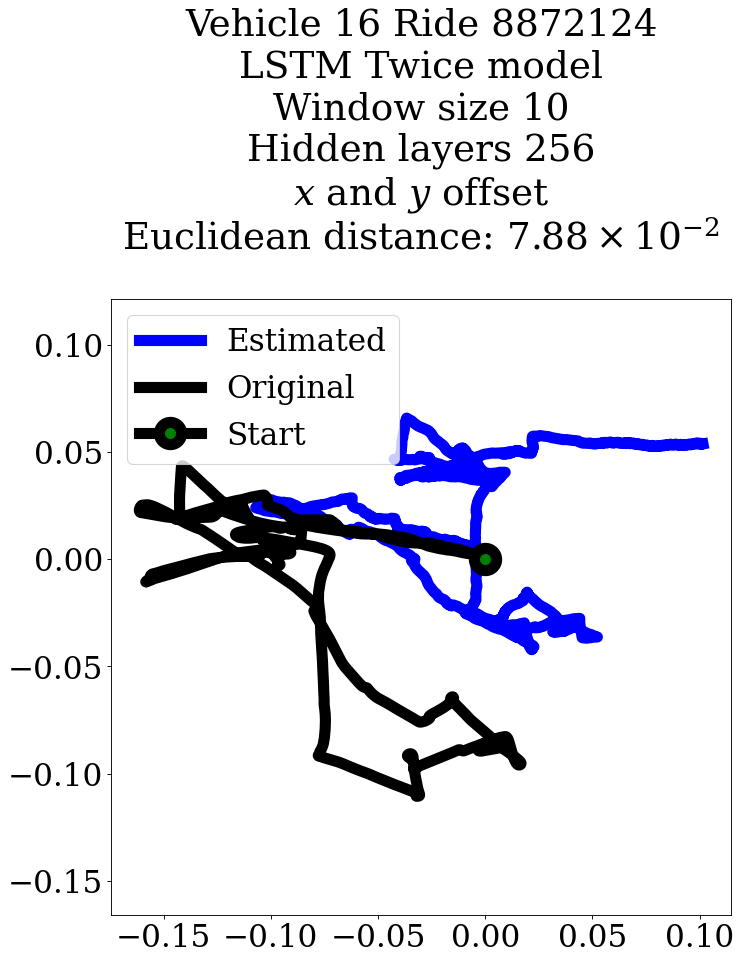 Vehicle 16 Ride 8872124
LSTM Twice model
Window size 10
Hidden layers 256
x and y offset
Euclidean distance: 7.88 × 10⁻²
Estimated
Original
Start
0.10
0.05
0.00
−0.05
−0.10
−0.15
−0.15 −0.10 −0.05 0.00 0.05 0.10